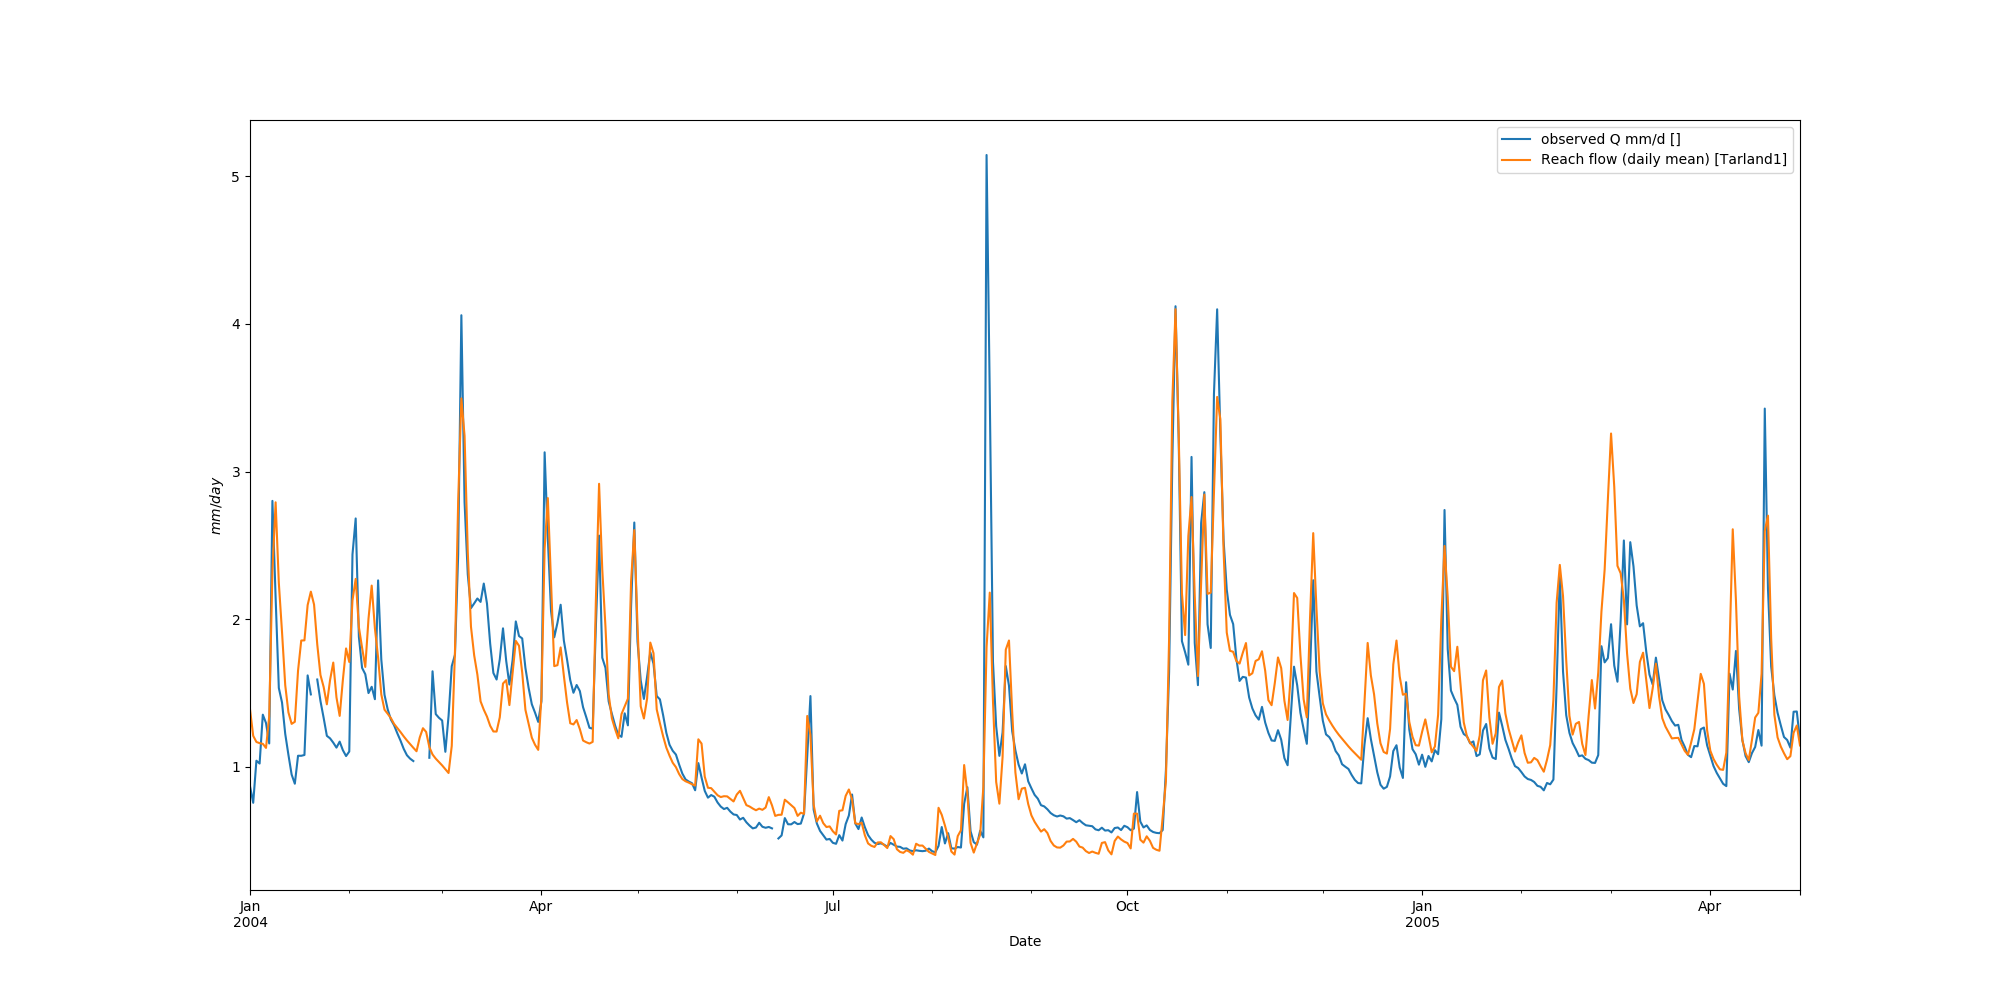 observed Q mm/d []
Reach flow (daily mean) [Tarland1]
5
4
3
2
1
mm/day
Jan
2004
Apr
Jul
Oct
Jan
2005
Apr
Date